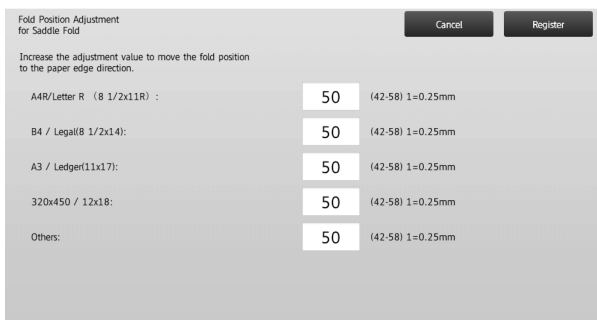 Fold Position Adjustment
for Saddle Fold
Cancel
Register
Increase the adjustment value to move the fold position
to the paper edge direction.
A4R/Letter R （8 1/2x11R）: 50 (42-58) 1=0.25mm
B4 / Legal(8 1/2x14): 50 (42-58) 1=0.25mm
A3 / Ledger(11x17): 50 (42-58) 1=0.25mm
320x450 / 12x18: 50 (42-58) 1=0.25mm
Others: 50 (42-58) 1=0.25mm